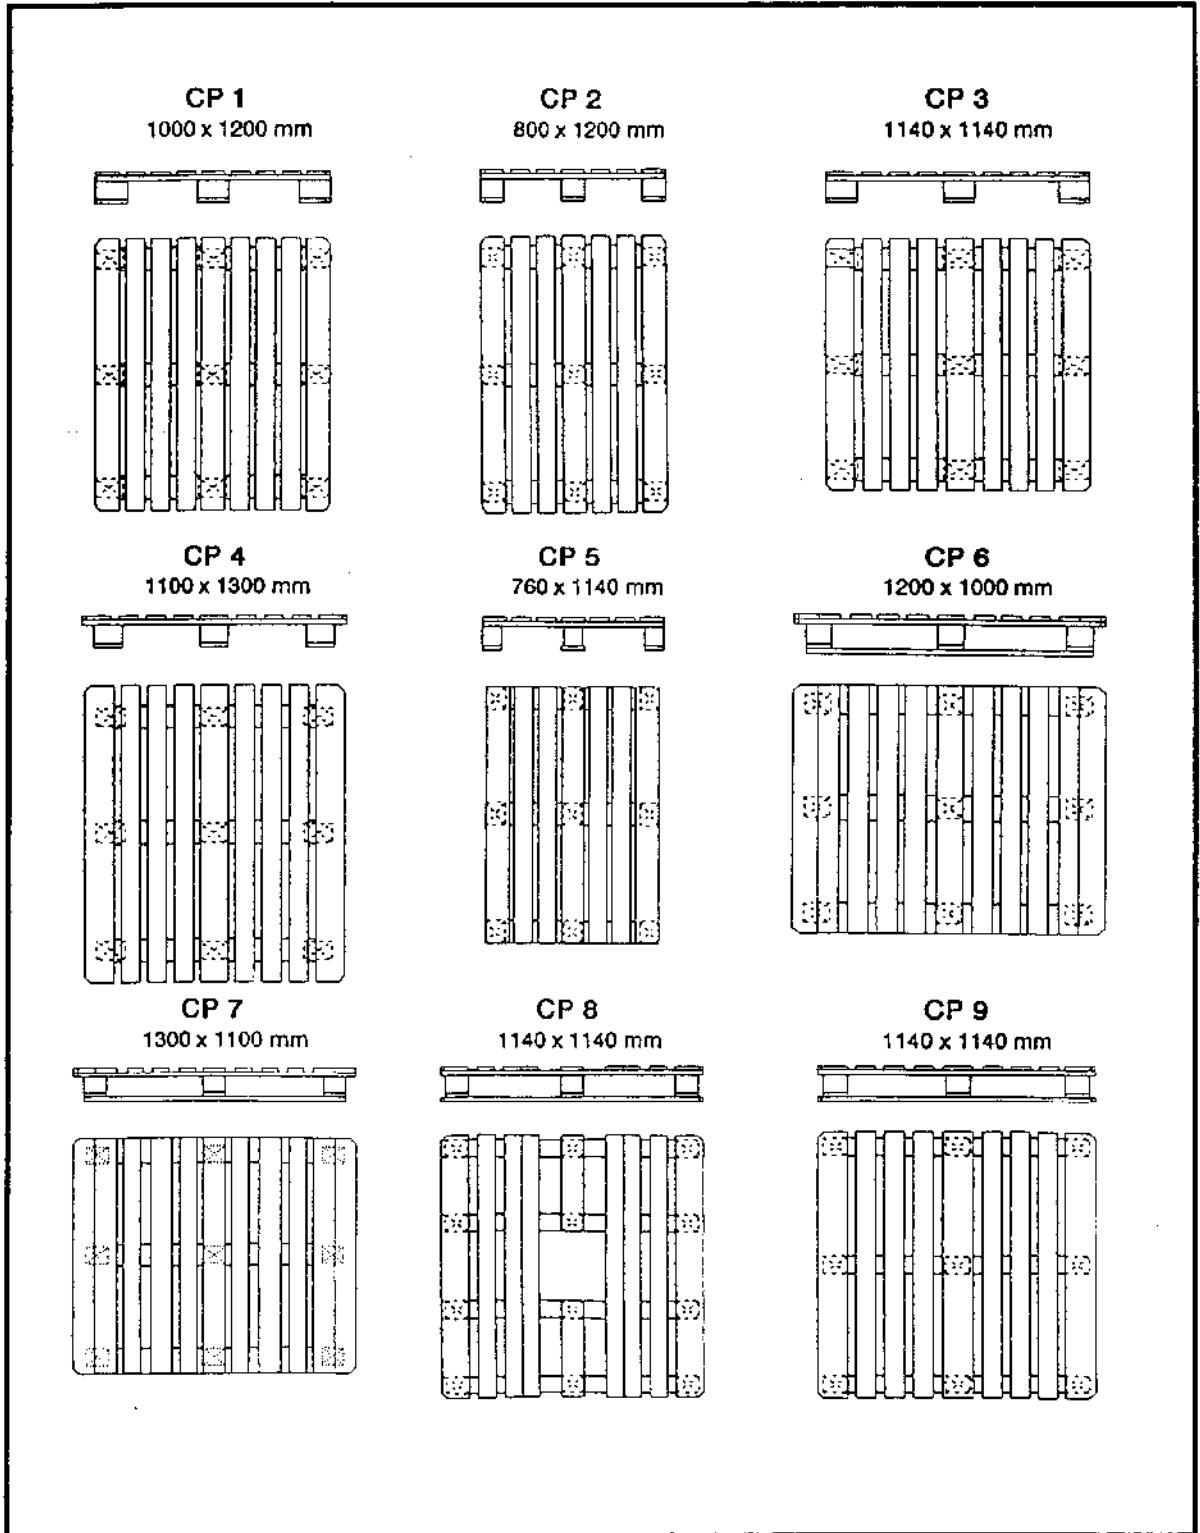 CP 1
1000 x 1200 mm
CP 2
800 x 1200 mm
CP 3
1140 x 1140 mm
CP 4
1100 x 1300 mm
CP 5
760 x 1140 mm
CP 6
1200 x 1000 mm
CP 7
1300 x 1100 mm
CP 8
1140 x 1140 mm
CP 9
1140 x 1140 mm